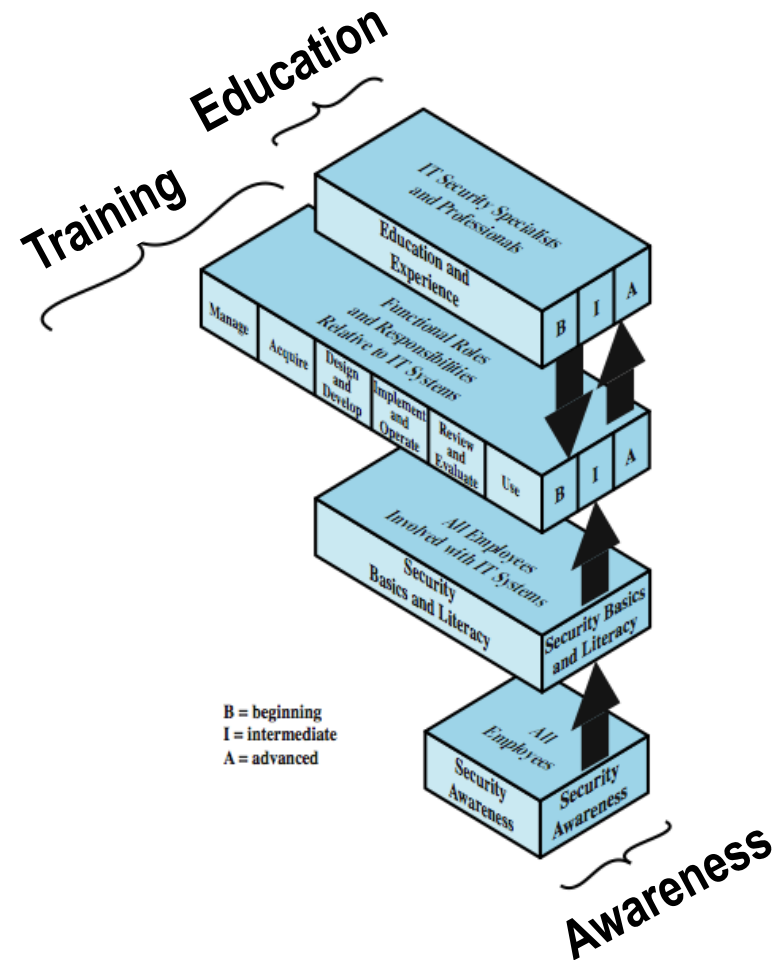 Education
Training
IT Security Specialists
and Professionals
Education and
Experience
B
I
A
Functional Roles
and Responsibilities
Relative to IT Systems
Manage
Acquire
Design
and
Develop
Implement
and
Operate
Review
and
Evaluate
Use
B
I
A
All Employees
Involved with IT Systems
Security
Basics and Literacy
Security Basics
and Literacy
B = beginning
I = intermediate
A = advanced
All
Employees
Security
Awareness
Security
Awareness
Awareness